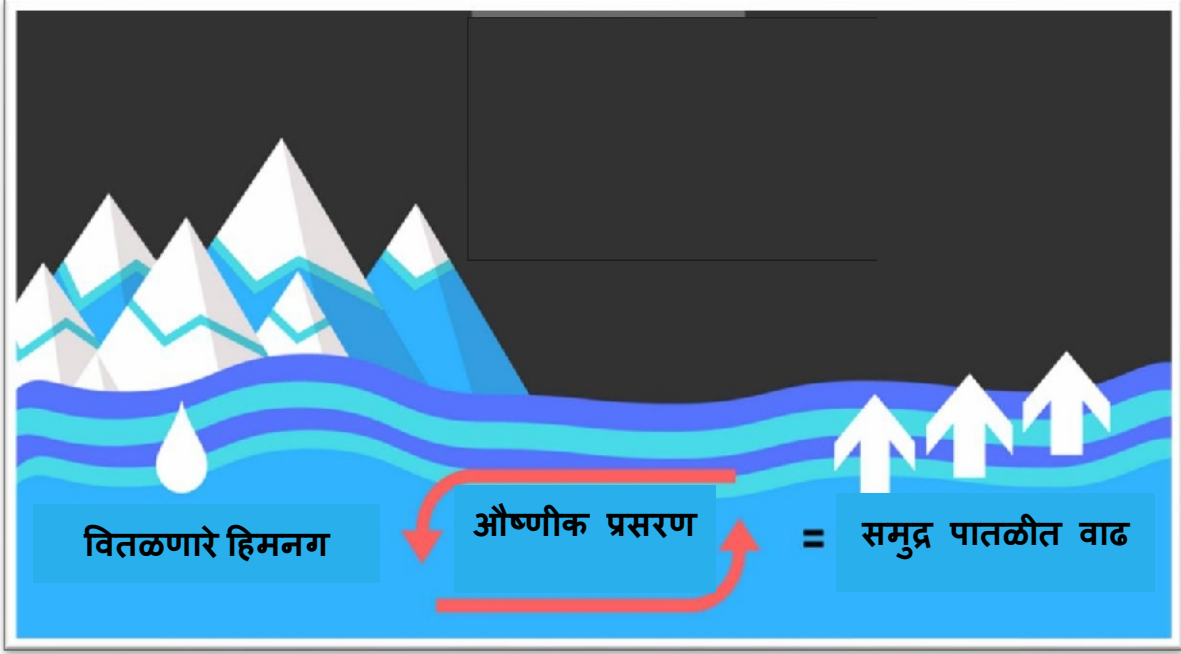 वितळणारे हिमनग
औष्णीक प्रसरण
= समुद्र पातळीत वाढ